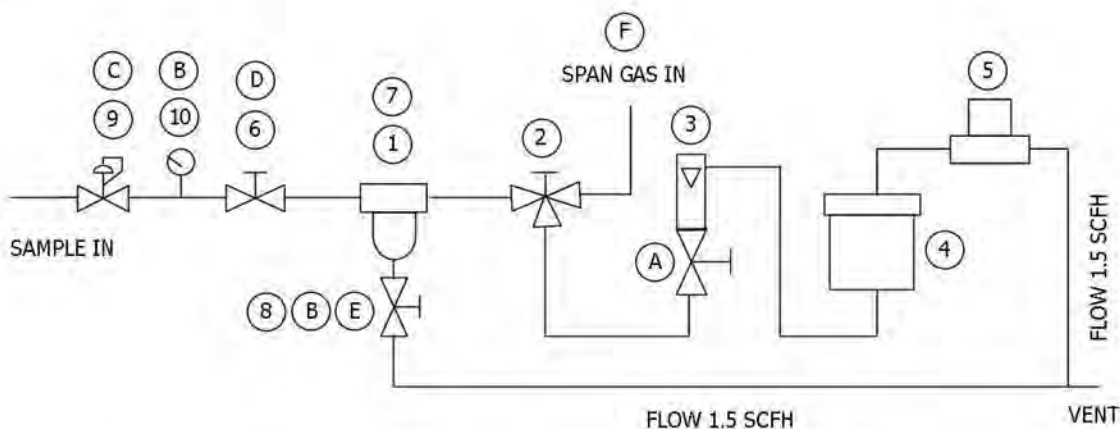 F
C
B
D
7
SPAN GAS IN
5
9
10
6
1
2
3
SAMPLE IN
A
4
8
B
E
FLOW 1.5 SCFH
FLOW 1.5 SCFH
VENT